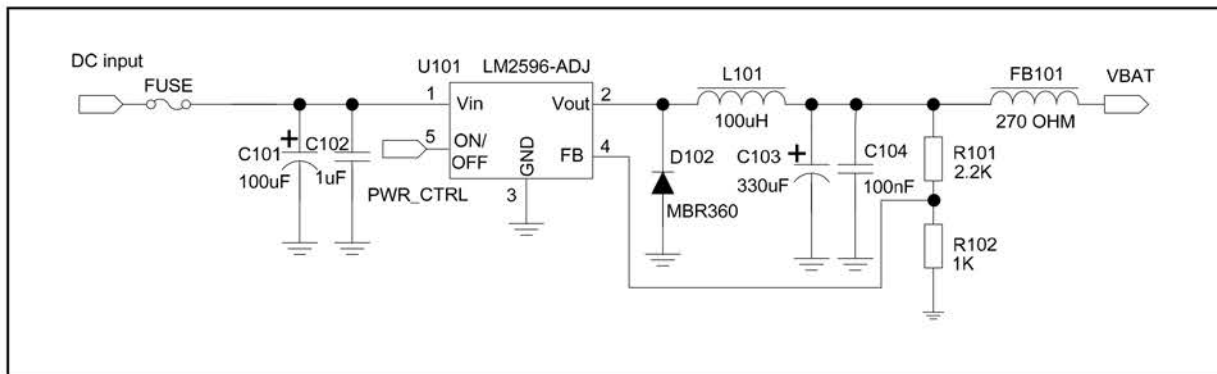 DC input
FUSE
U101
LM2596-ADJ
1
Vin
Vout
2
5
ON/
OFF
GND
FB
4
3
PWR_CTRL
+
C101
100uF
C102
1uF
L101
100uH
D102
MBR360
+
C103
330uF
C104
100nF
FB101
270 OHM
VBAT
R101
2.2K
R102
1K